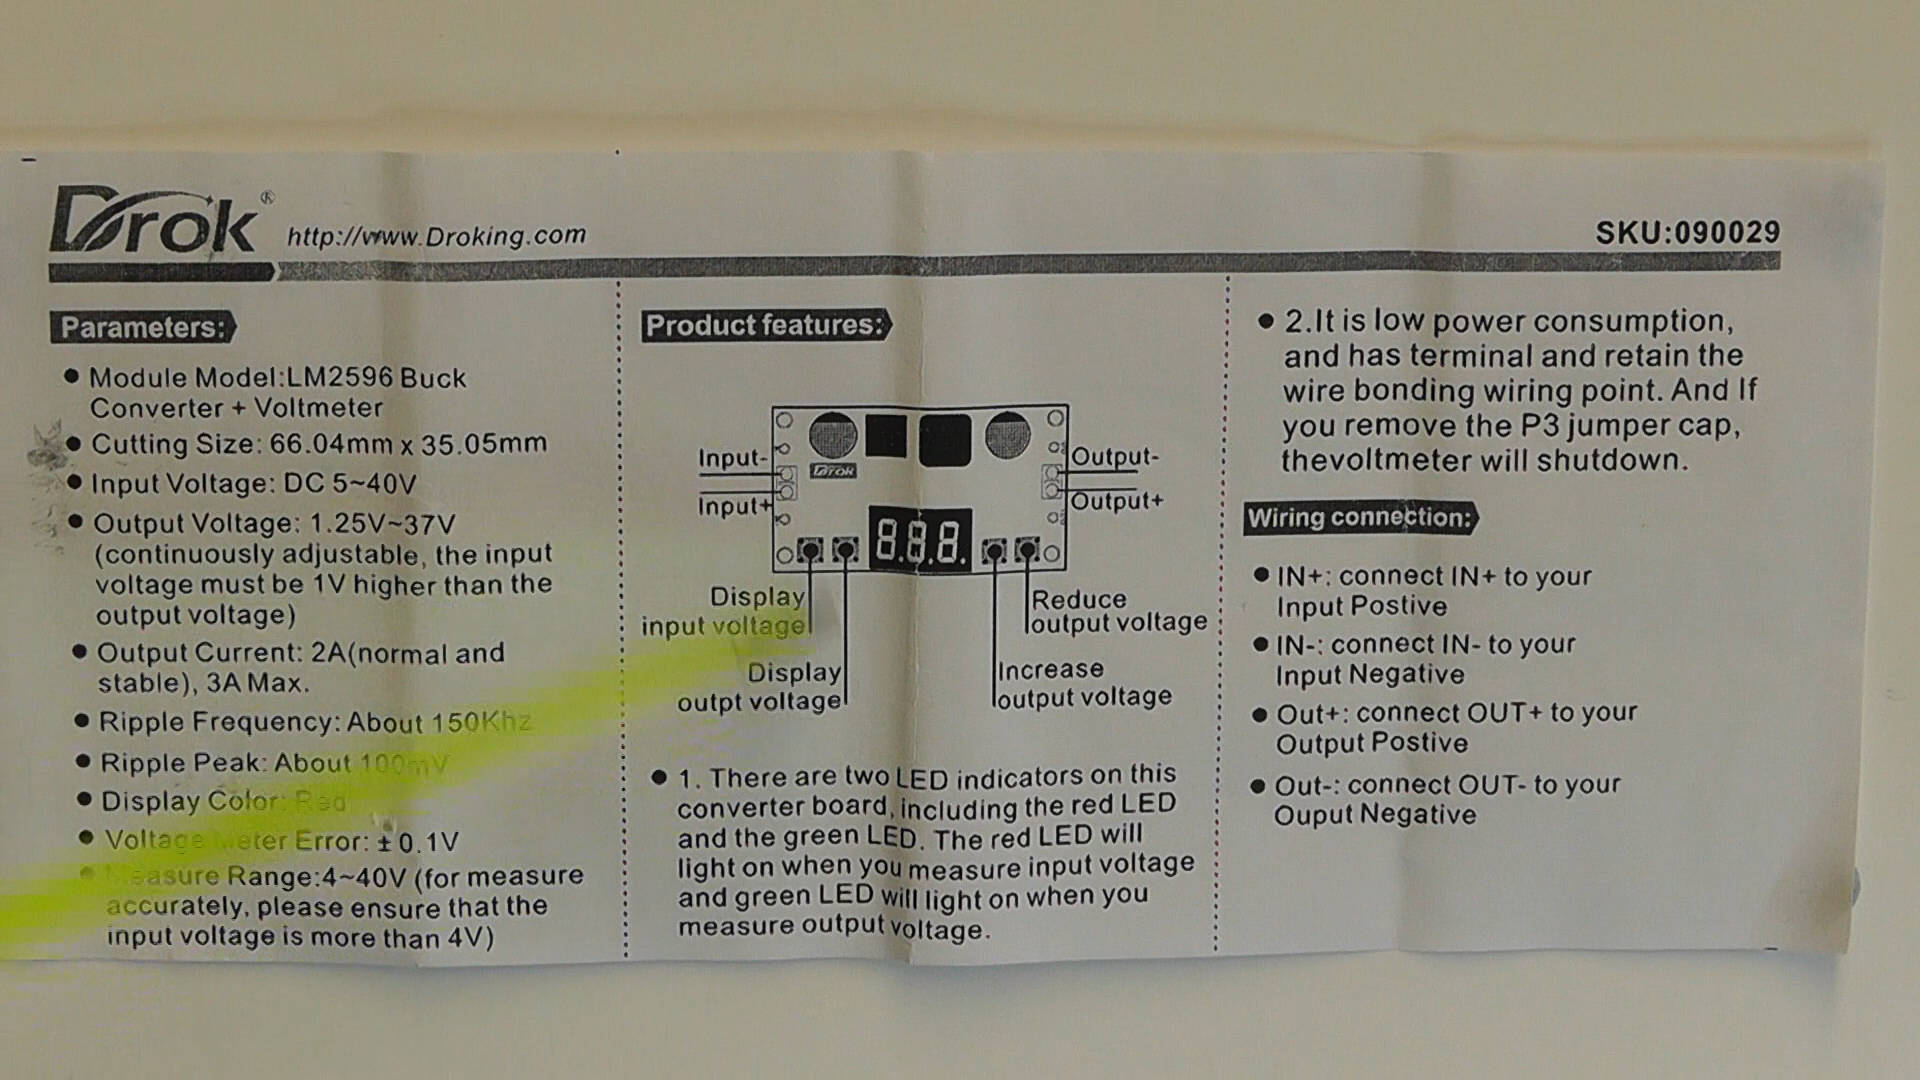 Drok®
http://www.Droking.com
SKU:090029
Parameters:
● Module Model:LM2596 Buck
Converter + Voltmeter
● Cutting Size: 66.04mm x 35.05mm
● Input Voltage: DC 5~40V
● Output Voltage: 1.25V~37V
(continuously adjustable, the input
voltage must be 1V higher than the
output voltage)
● Output Current: 2A(normal and
stable), 3A Max.
● Ripple Frequency: About 150Khz
● Ripple Peak: About 100mV
● Display Color: Red
● Voltage Meter Error: ±0.1V
● Measure Range:4~40V (for measure
accurately, please ensure that the
input voltage is more than 4V)
Product features:
Drok
Input-
Input+
Output-
Output+
8.8.8.
Display
input voltage
Display
outpt voltage
Reduce
output voltage
Increase
output voltage
● 1. There are two LED indicators on this
converter board, including the red LED
and the green LED. The red LED will
light on when you measure input voltage
and green LED will light on when you
measure output voltage.
● 2.It is low power consumption,
and has terminal and retain the
wire bonding wiring point. And If
you remove the P3 jumper cap,
thevoltmeter will shutdown.
Wiring connection:
● IN+: connect IN+ to your
Input Postive
● IN-: connect IN- to your
Input Negative
● Out+: connect OUT+ to your
Output Postive
● Out-: connect OUT- to your
Ouput Negative